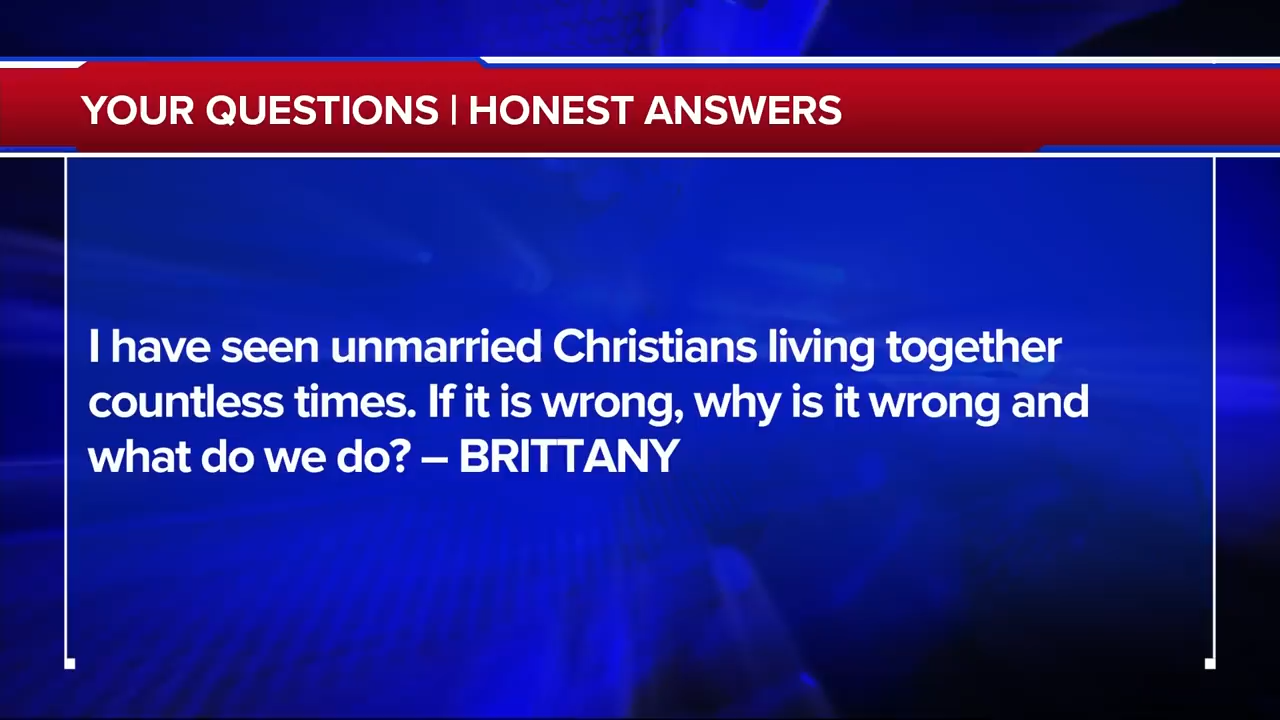 YOUR QUESTIONS | HONEST ANSWERS
I have seen unmarried Christians living together
countless times. If it is wrong, why is it wrong and
what do we do? – BRITTANY